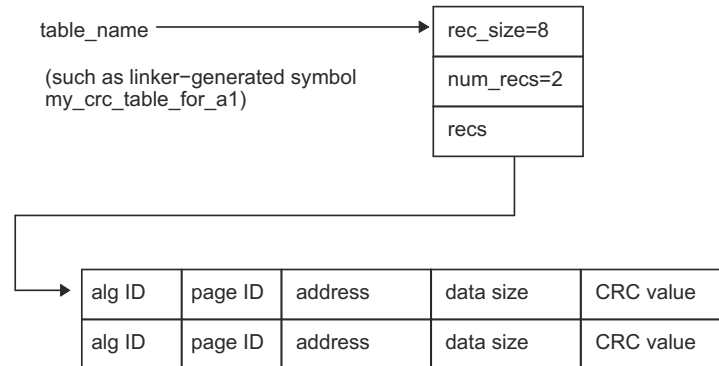 table_name
rec_size=8
(such as linker−generated symbol
my_crc_table_for_a1)
num_recs=2
recs
alg ID page ID address data size CRC value
alg ID page ID address data size CRC value